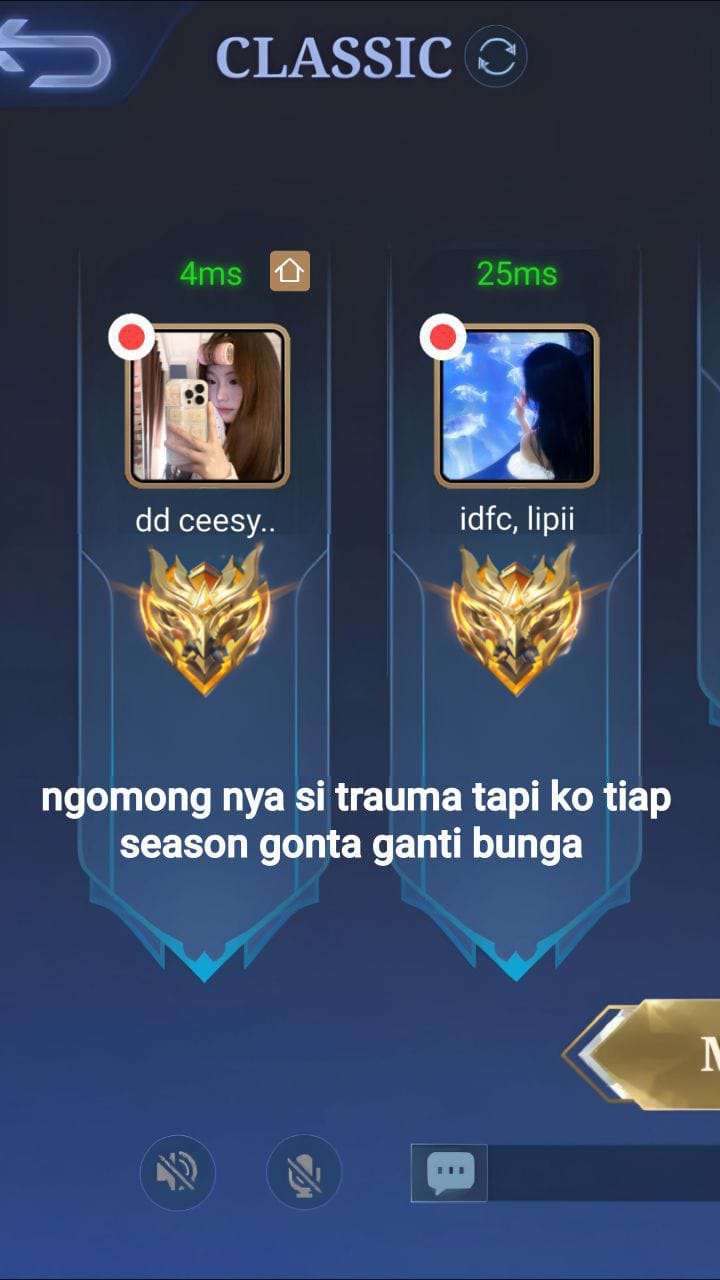 CLASSIC
4ms
25ms
dd ceesy..
idfc, lipii
ngomong nya si trauma tapi ko tiap
season gonta ganti bunga